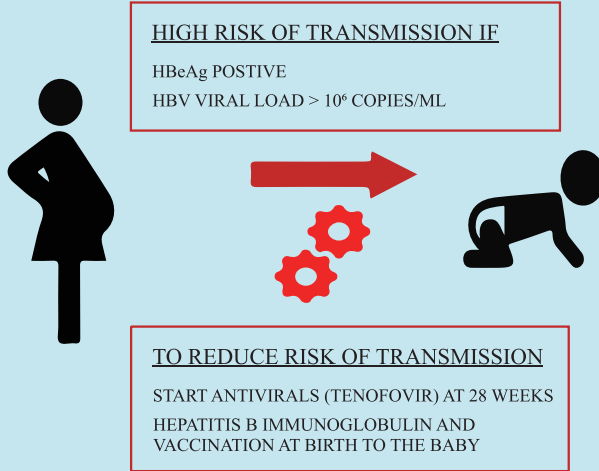 HIGH RISK OF TRANSMISSION IF
HBeAg POSTIVE
HBV VIRAL LOAD > 10⁶ COPIES/ML
TO REDUCE RISK OF TRANSMISSION
START ANTIVIRALS (TENOFOVIR) AT 28 WEEKS
HEPATITIS B IMMUNOGLOBULIN AND
VACCINATION AT BIRTH TO THE BABY